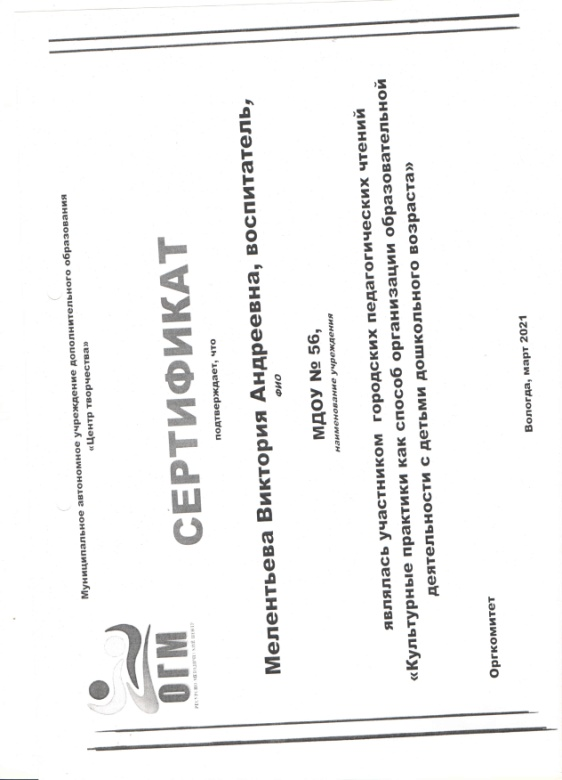 Муниципальное автономное учреждение дополнительного образования
«Центр творчества»
ОГМ
СЕРТИФИКАТ
подтверждает, что
Мелентьева Виктория Андреевна, воспитатель,
ФИО
МДОУ № 56,
наименование учреждения
являлась участником городских педагогических чтений
«Культурные практики как способ организации образовательной
деятельности с детьми дошкольного возраста»
Оргкомитет
Вологда, март 2021